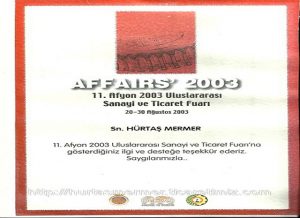 AFFAIRS' 2003
11. Afyon 2003 Uluslararası
Sanayi ve Ticaret Fuarı
20-30 Ağustos 2003
Sn. HÜRTAŞ MERMER
11. Afyon 2003 Uluslararası Sanayi ve Ticaret Fuarı'na
gösterdiğiniz ilgi ve desteğe teşekkür ederiz.
Saygılarımızla..